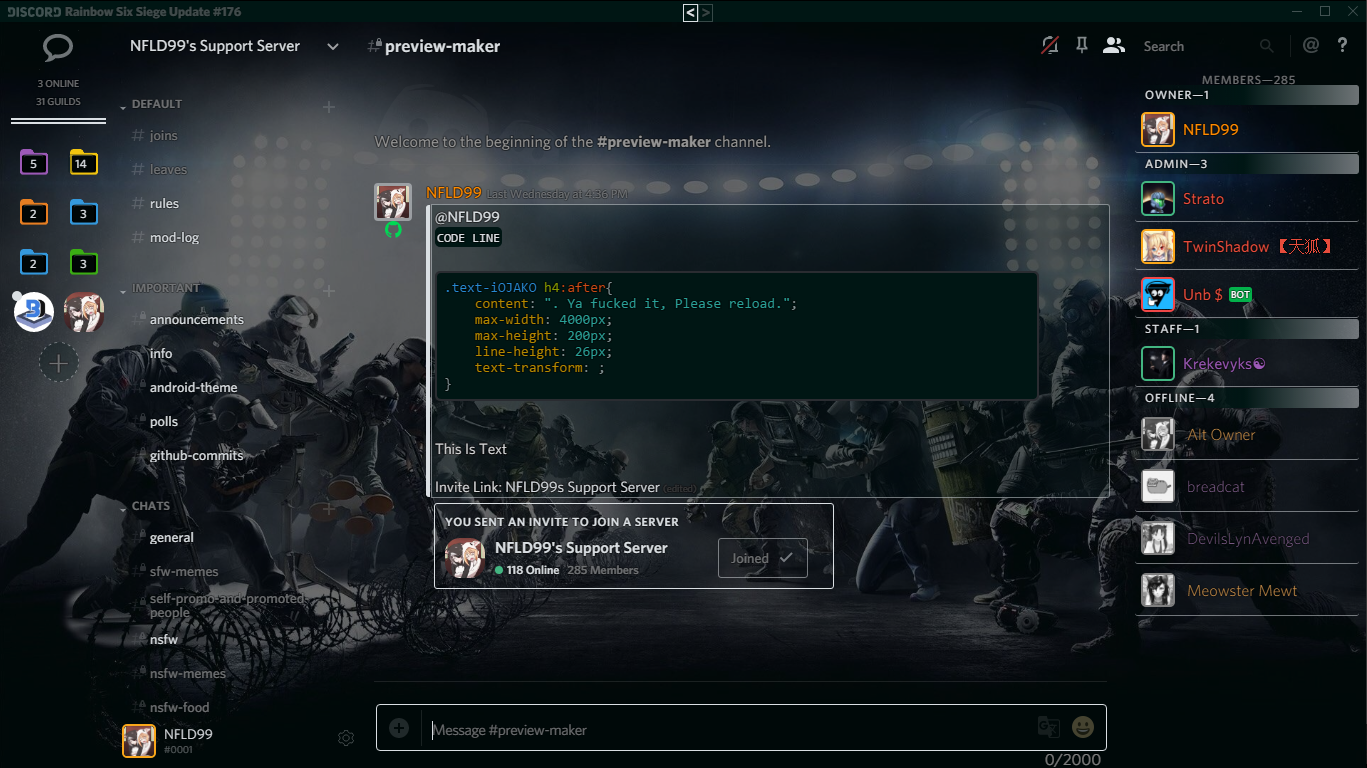 DISCORD Rainbow Six Siege Update #176
< >
NFLD99's Support Server
#preview-maker
Search
@ ?
3 ONLINE
31 GUILDS
5
14
2
3
2
3
DEFAULT
# joins
# leaves
# rules
# mod-log
IMPORTANT
# announcements
# info
# android-theme
# polls
# github-commits
CHATS
# general
# sfw-memes
# self-promo-and-promoted-
people
# nsfw
# nsfw-memes
# nsfw-food
NFLD99
#0001
Welcome to the beginning of the #preview-maker channel.
NFLD99 Last Wednesday at 4:36 PM
@NFLD99
CODE LINE
.text-iOJAKO h4:after{
content: ". Ya fucked it, Please reload.";
max-width: 4000px;
max-height: 200px;
line-height: 26px;
text-transform: ;
}
This Is Text
Invite Link: NFLD99s Support Server (edited)
YOU SENT AN INVITE TO JOIN A SERVER
NFLD99's Support Server
118 Online 285 Members
Joined
Message #preview-maker
0/2000
MEMBERS—285
OWNER—1
NFLD99
ADMIN—3
Strato
TwinShadow 【天狐】
Unb $ BOT
STAFF—1
Krekevyks☯
OFFLINE—4
Alt Owner
breadcat
DevilsLynAvenged
Meowster Mewt